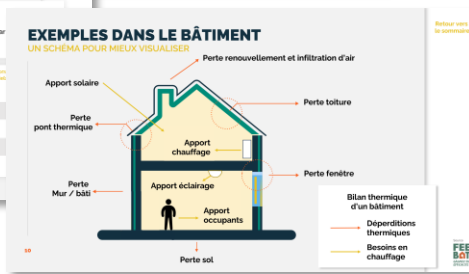 EXEMPLES DANS LE BÂTIMENT
UN SCHÉMA POUR MIEUX VISUALISER
Retour vers
le sommaire
Perte renouvellement et infiltration d'air
Apport solaire
Perte toiture
Perte
pont thermique
Apport
chauffage
Perte fenêtre
Apport éclairage
Perte
Mur / bâti
Apport
occupants
Perte sol
Bilan thermique
d'un bâtiment
Déperditions
thermiques
Besoins en
chauffage
10